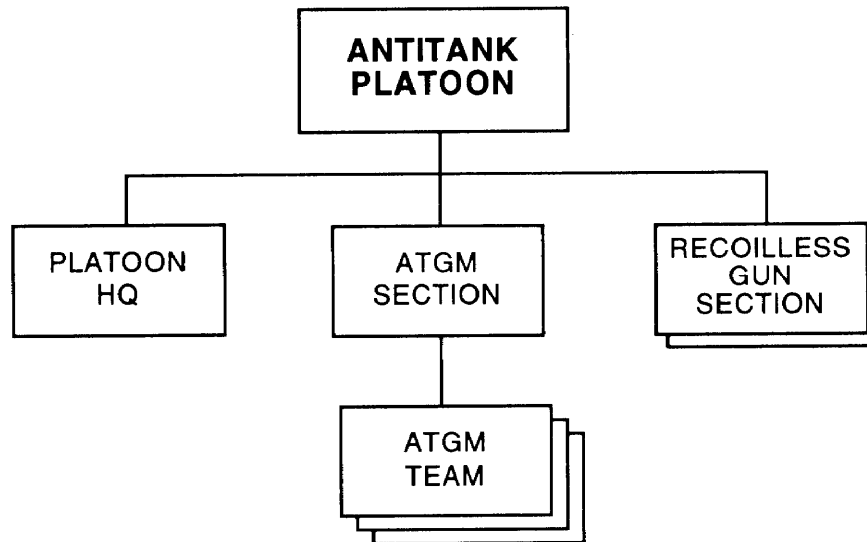 ANTITANK
PLATOON
PLATOON
HQ
ATGM
SECTION
RECOILLESS
GUN
SECTION
ATGM
TEAM